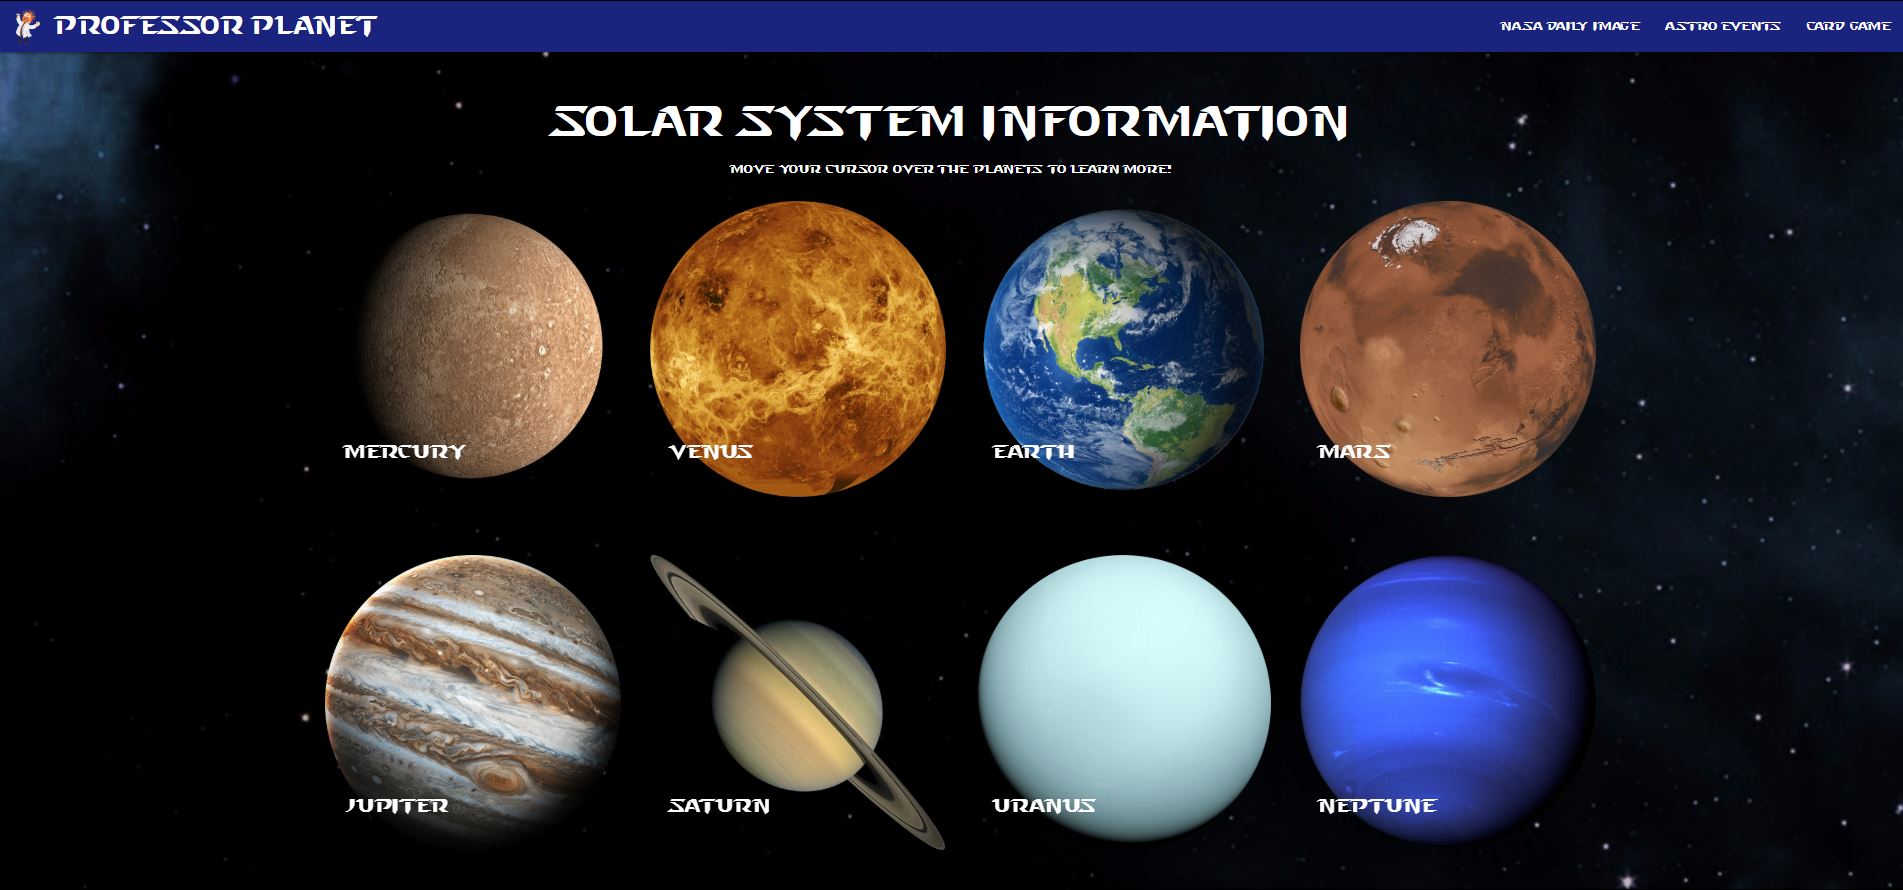 PROFESSOR PLANET
NASA DAILY IMAGE
ASTRO EVENTS
CARD GAME
SOLAR SYSTEM INFORMATION
MOVE YOUR CURSOR OVER THE PLANETS TO LEARN MORE!
MERCURY
VENUS
EARTH
MARS
JUPITER
SATURN
URANUS
NEPTUNE